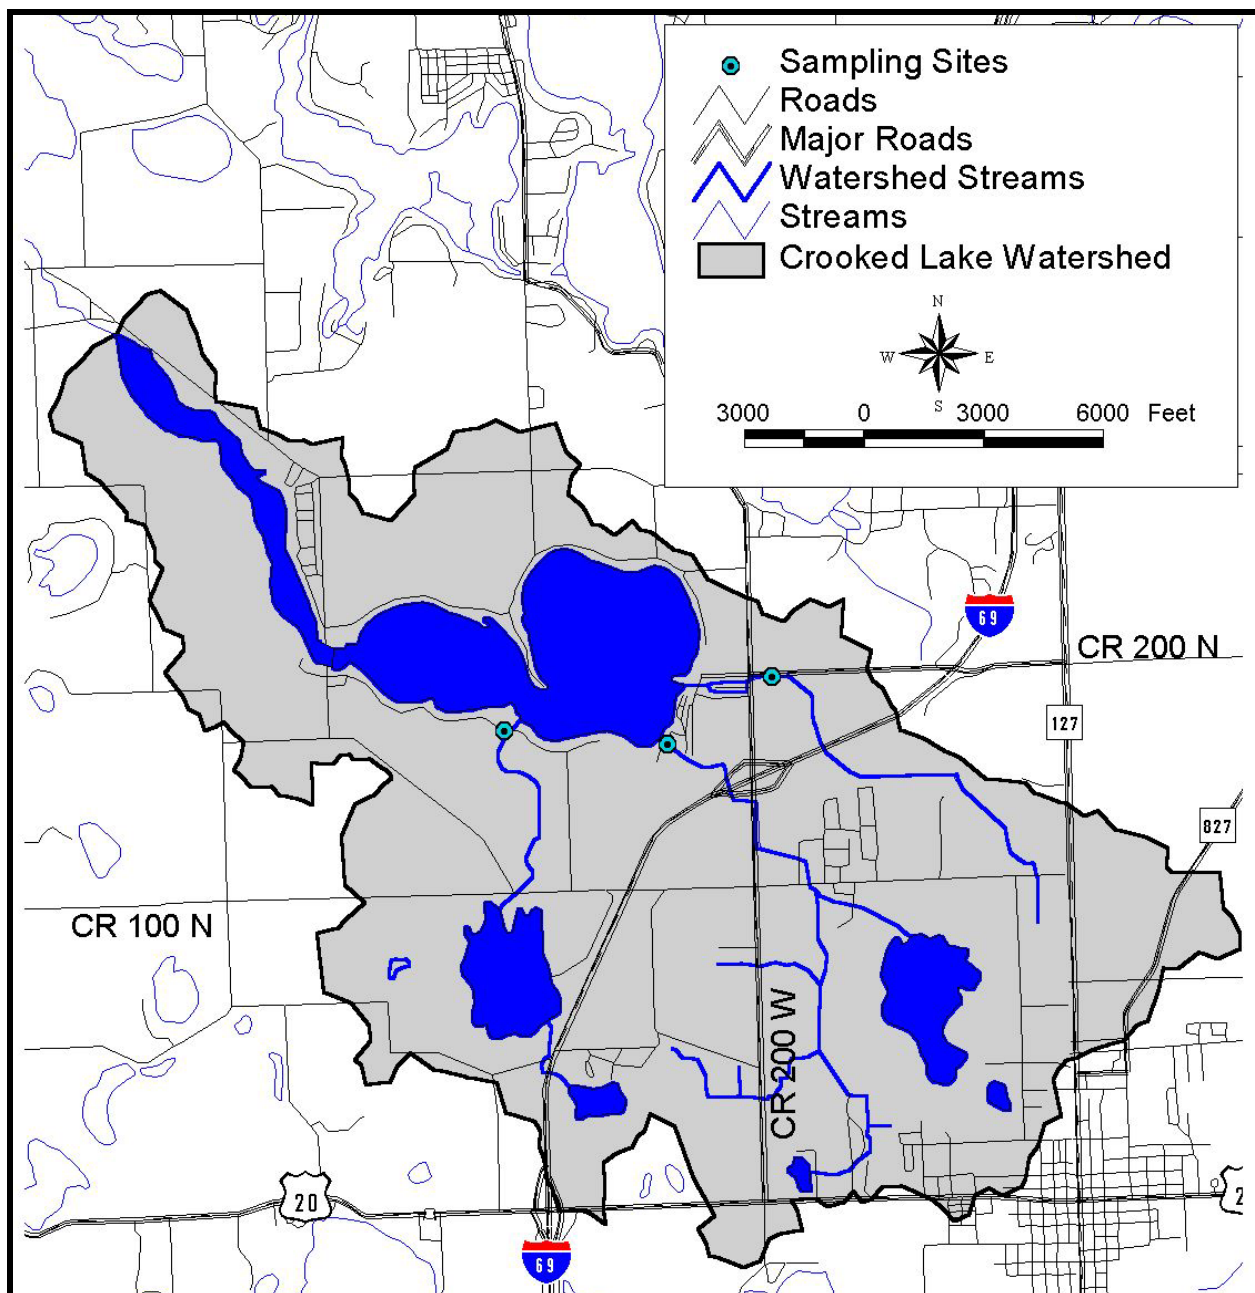 Sampling Sites
Roads
Major Roads
Watershed Streams
Streams
Crooked Lake Watershed
N
W E
S
3000 0 3000 6000 Feet
69
CR 200 N
127
827
CR 100 N
CR 200 W
20
2
69